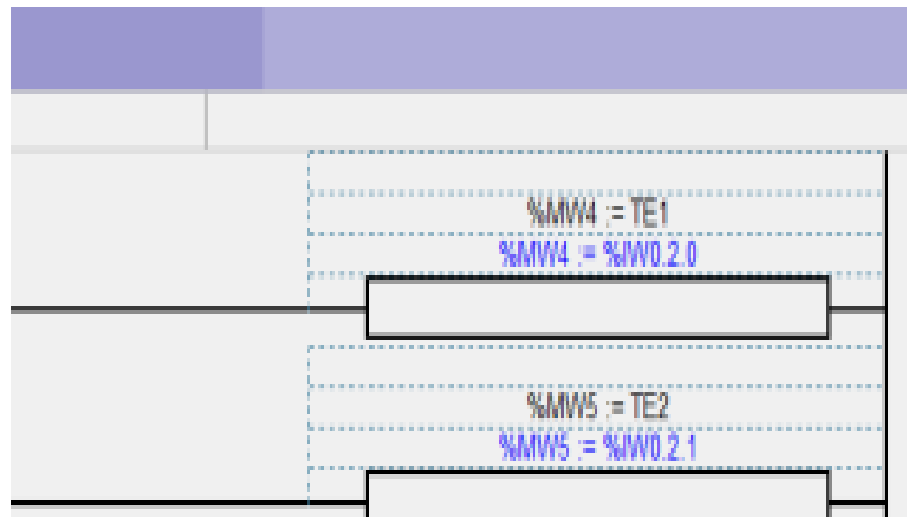 %MW4 := TE1
%MW4 := %IW0.2.0
%MW5 := TE2
%MW5 := %IW0.2.1